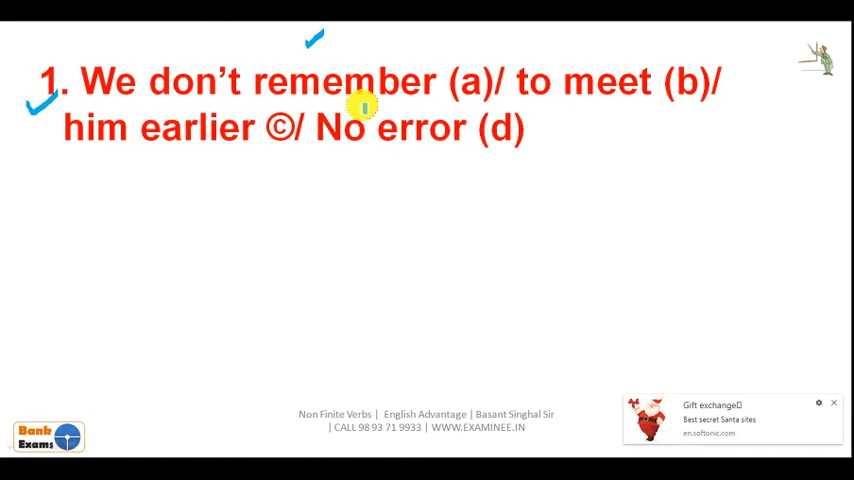 1. We don’t remember (a)/ to meet (b)/
him earlier ©/ No error (d)
Non Finite Verbs | English Advantage | Basant Singhal Sir
| CALL 98 93 71 9933 | WWW.EXAMINEE.IN
Bank
Exams
Gift exchange
Best secret Santa sites
en.softonic.com